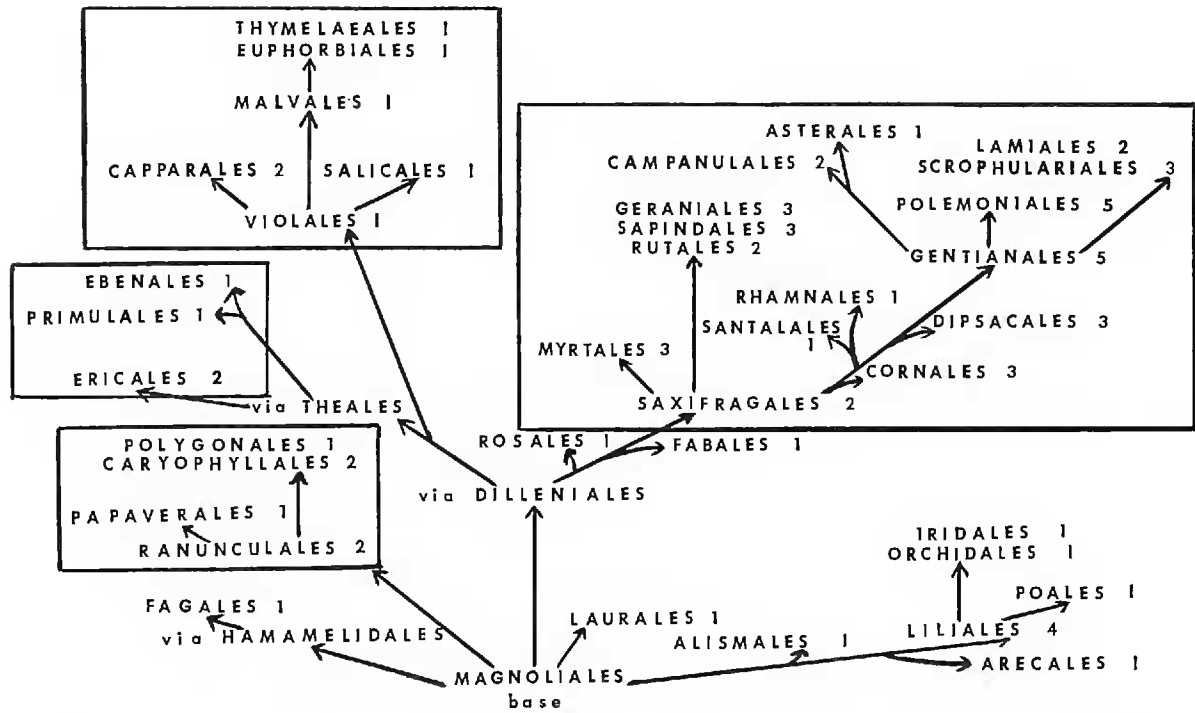 THYMELAEALES 1
EUPHORBIALES 1
MALVALES 1
CAPPARALES 2
SALICALES 1
VIOLALES 1
ASTERALES 1
CAMPANULALES 2
LAMIALES 2
SCROPHULARIALES 3
POLEMONIALES 5
GERANIALES 3
SAPINDALES 3
RUTALES 2
GENTIANALES 5
RHAMNALES 1
SANTALALES
1
DIPSACALES 3
MYRTALES 3
CORNALES 3
SAXIFRAGALES 2
EBENALES 1
PRIMULALES 1
ERICALES 2
via THEALES
ROSALES 1
FABALES 1
via DILLENIALES
POLYGONALES 1
CARYOPHYLLALES 2
PAPAVERALES 1
RANUNCULALES 2
FAGALES 1
via HAMAMELIDALES
LAURALES 1
IRIDALES 1
ORCHIDALES 1
POALES 1
LILIALES 4
ALISMALES 1
ARECALES 1
MAGNOLIALES
base